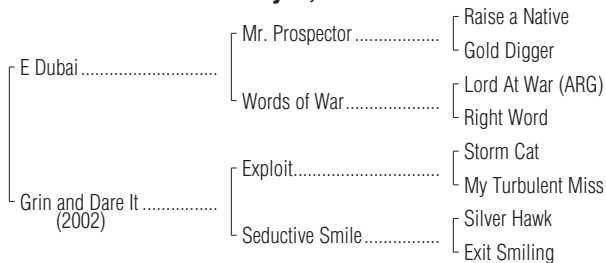 Raise a Native
Mr. Prospector ..................
Gold Digger
E Dubai .............................
Lord At War (ARG)
Words of War....................
Right Word
Storm Cat
Exploit...............................
My Turbulent Miss
Grin and Dare It ................
(2002)
Silver Hawk
Seductive Smile................
Exit Smiling